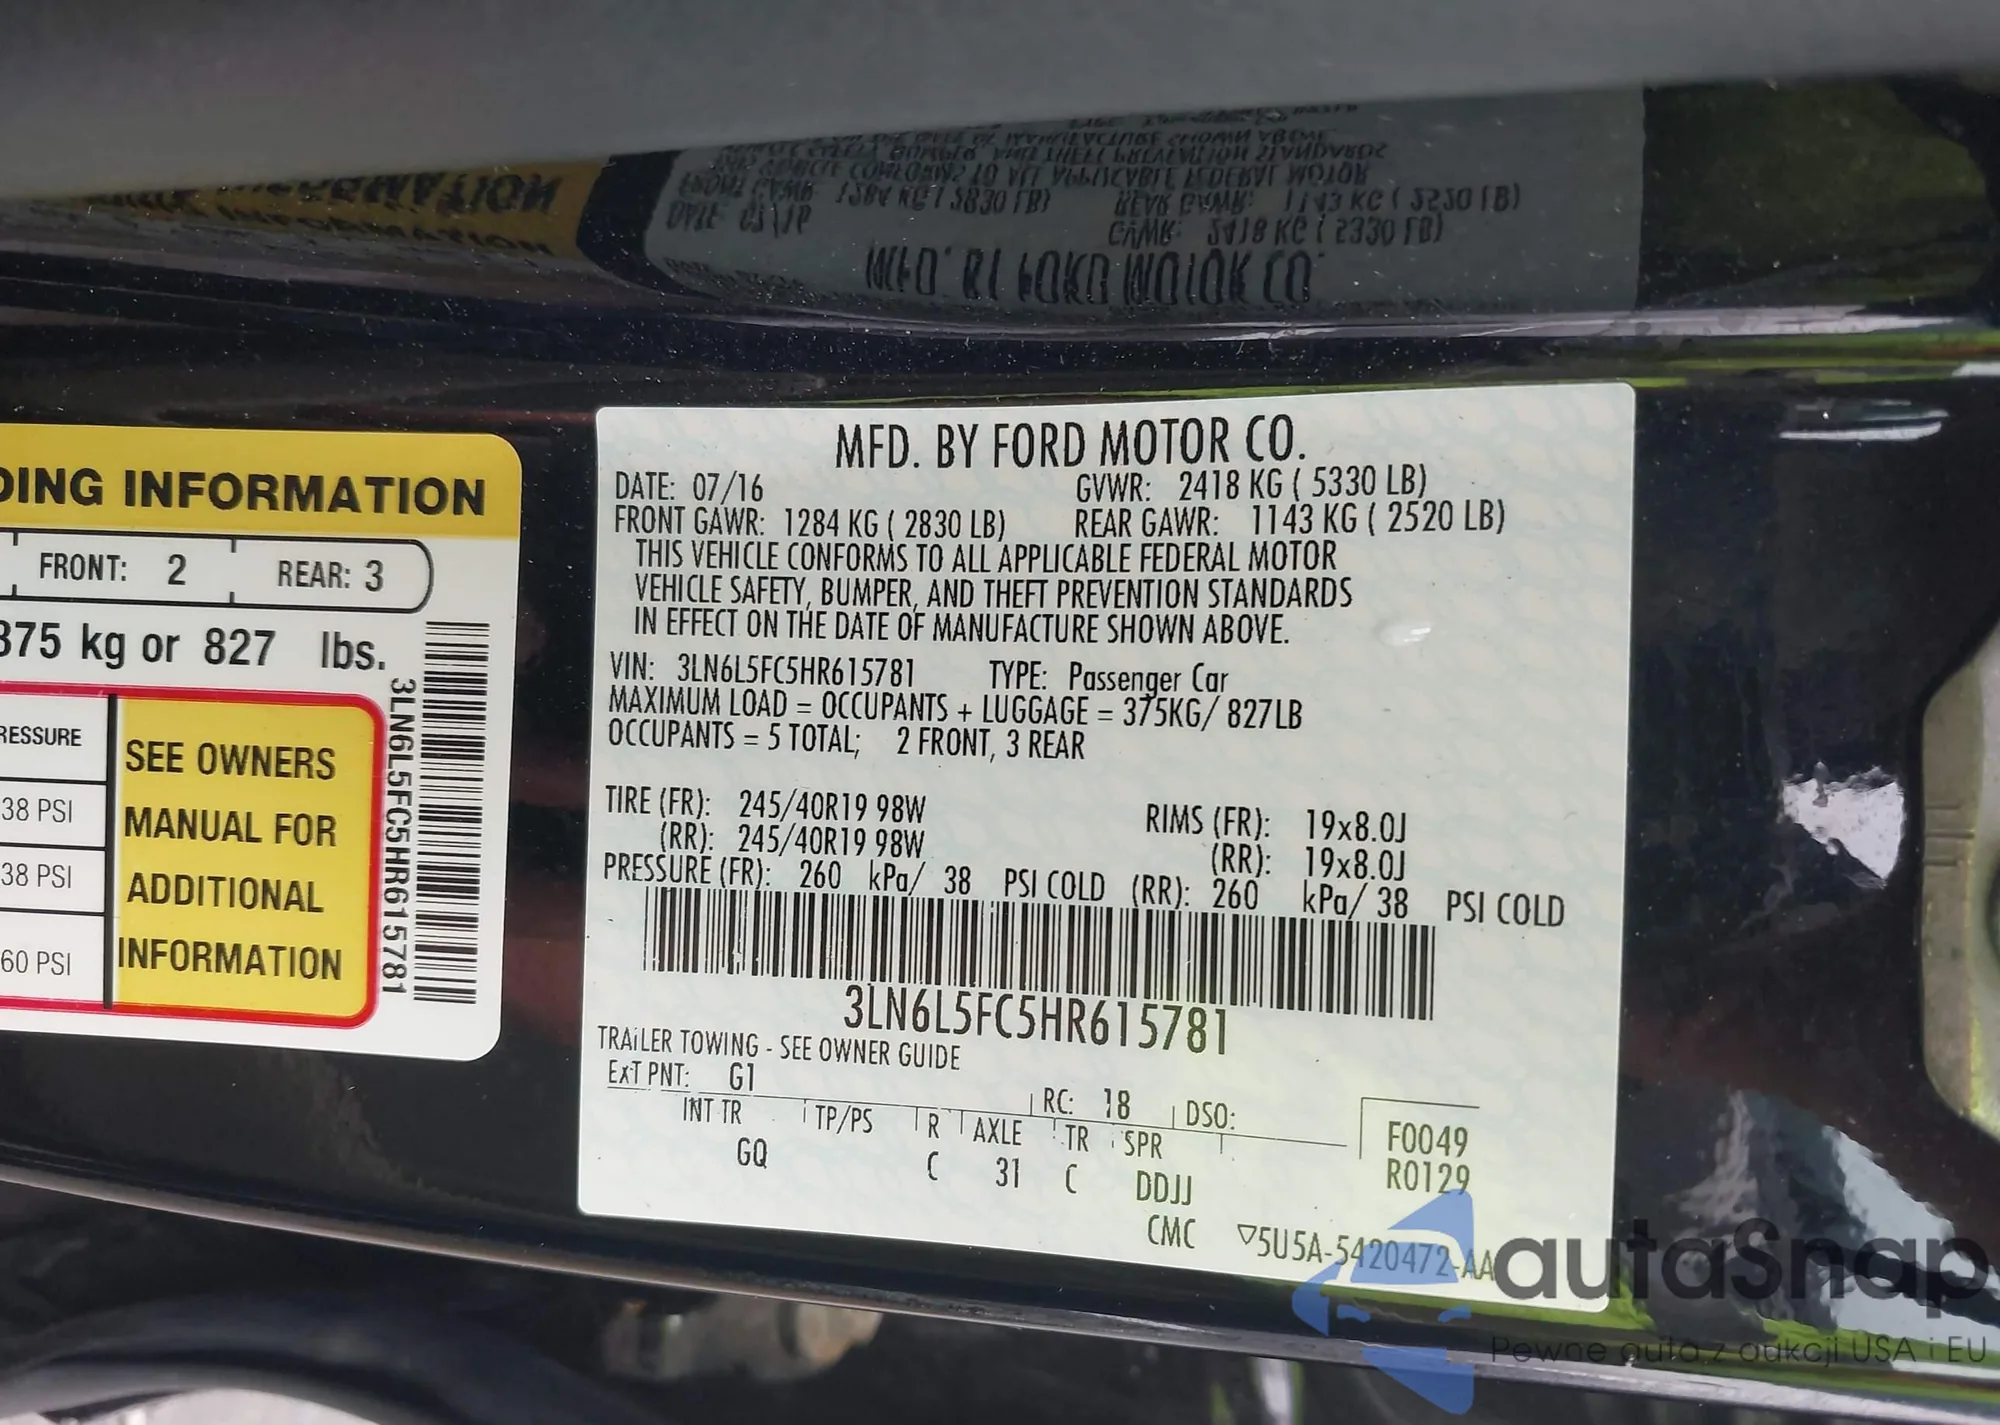 DING INFORMATION
FRONT: 2 REAR: 3
375 kg or 827 lbs.
RESSURE
38 PSI
38 PSI
60 PSI
SEE OWNERS
MANUAL FOR
ADDITIONAL
INFORMATION
3LN6L5FC5HR615781
MFD. BY FORD MOTOR CO.
DATE: 07/16 GVWR: 2418 KG ( 5330 LB)
FRONT GAWR: 1284 KG ( 2830 LB) REAR GAWR: 1143 KG ( 2520 LB)
THIS VEHICLE CONFORMS TO ALL APPLICABLE FEDERAL MOTOR
VEHICLE SAFETY, BUMPER, AND THEFT PREVENTION STANDARDS
IN EFFECT ON THE DATE OF MANUFACTURE SHOWN ABOVE.
VIN: 3LN6L5FC5HR615781 TYPE: Passenger Car
MAXIMUM LOAD = OCCUPANTS + LUGGAGE = 375KG/ 827LB
OCCUPANTS = 5 TOTAL; 2 FRONT, 3 REAR
TIRE (FR): 245/40R19 98W RIMS (FR): 19x8.0J
(RR): 245/40R19 98W (RR): 19x8.0J
PRESSURE (FR): 260 kPa/ 38 PSI COLD (RR): 260 kPa/ 38 PSI COLD
3LN6L5FC5HR615781
TRAILER TOWING - SEE OWNER GUIDE
EXT PNT: G1 RC: 18 DSO:
INT TR TP/PS R AXLE TR SPR
GQ C 31 C DDJJ
CMC
F0049
R0129
▽5U5A-5420472-AA
autaSnap
Pewne auta z aukcji USA i EU